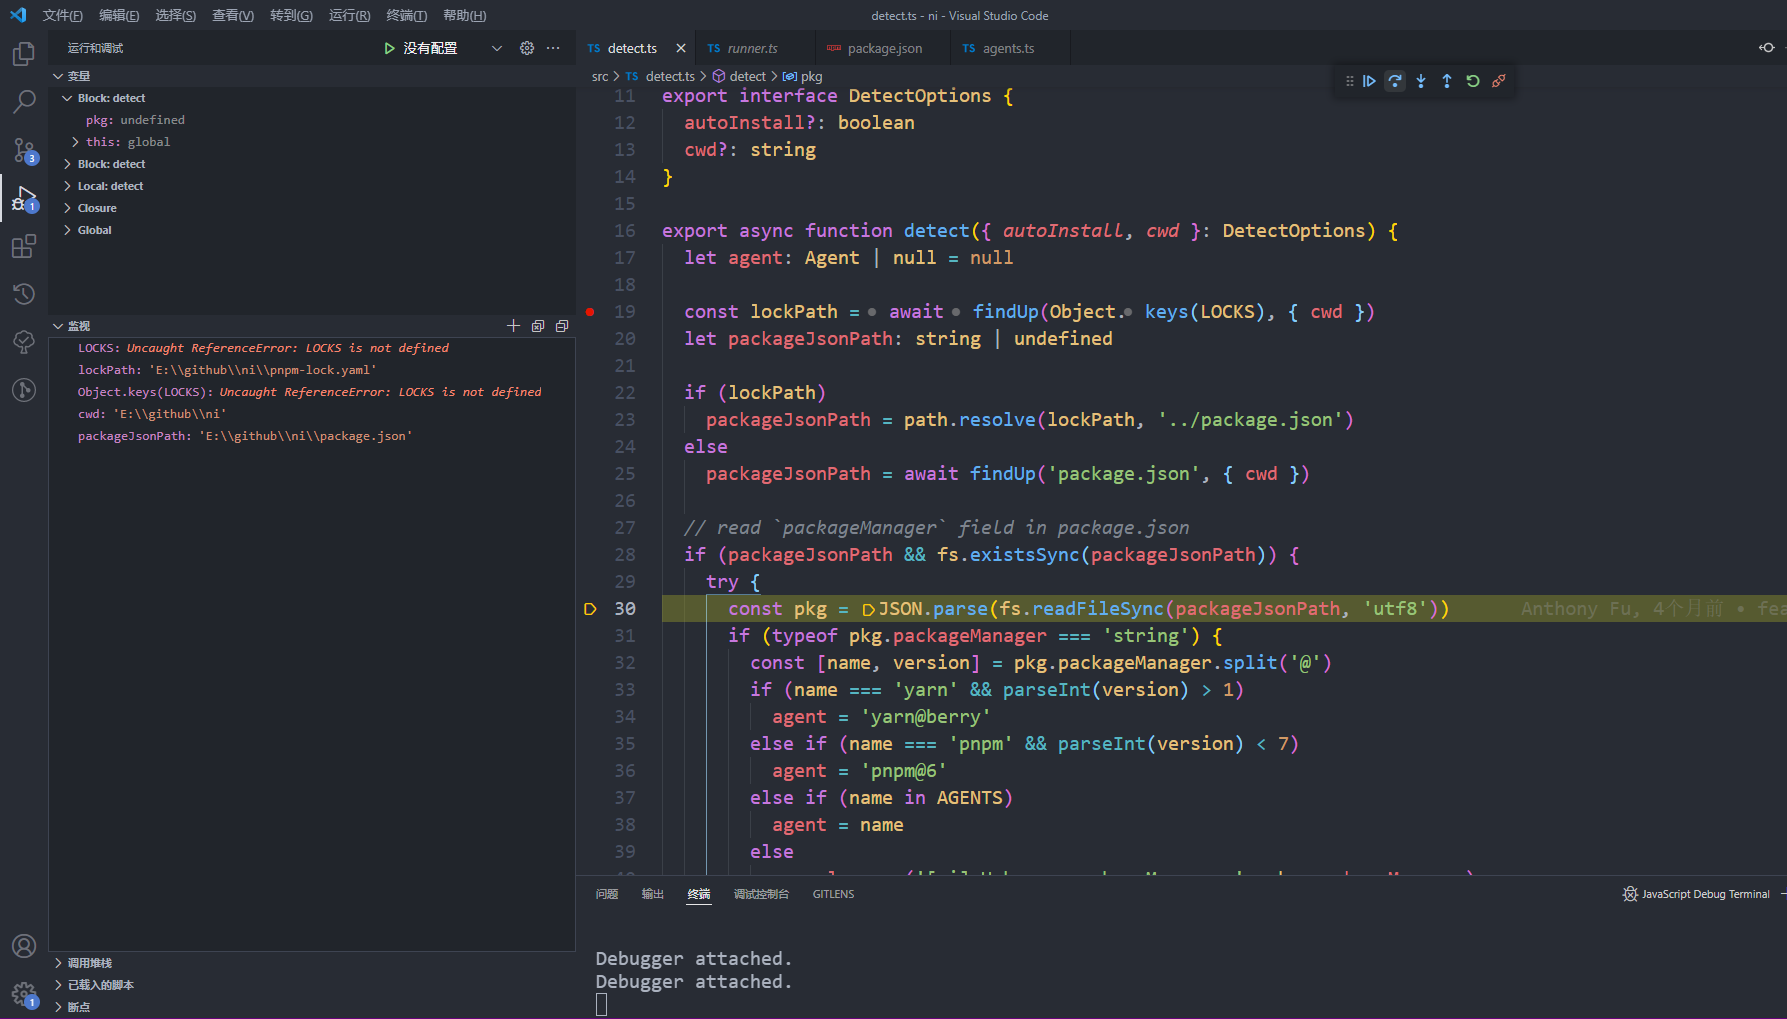 文件(F) 编辑(E) 选择(S) 查看(V) 转到(G) 运行(R) 终端(T) 帮助(H) detect.ts - ni - Visual Studio Code
运行和调试 没有配置
变量
Block: detect
pkg: undefined
this: global
Block: detect
Local: detect
Closure
Global
监视
LOCKS: Uncaught ReferenceError: LOCKS is not defined
lockPath: 'E:\\github\\ni\\pnpm-lock.yaml'
Object.keys(LOCKS): Uncaught ReferenceError: LOCKS is not defined
cwd: 'E:\\github\\ni'
packageJsonPath: 'E:\\github\\ni\\package.json'
调用堆栈
已载入的脚本
断点
3
1
1
TS detect.ts TS runner.ts package.json TS agents.ts
src > TS detect.ts > detect > pkg
11 export interface DetectOptions {
12 autoInstall?: boolean
13 cwd?: string
14 }
15
16 export async function detect({ autoInstall, cwd }: DetectOptions) {
17 let agent: Agent | null = null
18
19 const lockPath = await findUp(Object. keys(LOCKS), { cwd })
20 let packageJsonPath: string | undefined
21
22 if (lockPath)
23 packageJsonPath = path.resolve(lockPath, '../package.json')
24 else
25 packageJsonPath = await findUp('package.json', { cwd })
26
27 // read `packageManager` field in package.json
28 if (packageJsonPath && fs.existsSync(packageJsonPath)) {
29 try {
30 const pkg = JSON.parse(fs.readFileSync(packageJsonPath, 'utf8')) Anthony Fu, 4个月前 • fea
31 if (typeof pkg.packageManager === 'string') {
32 const [name, version] = pkg.packageManager.split('@')
33 if (name === 'yarn' && parseInt(version) > 1)
34 agent = 'yarn@berry'
35 else if (name === 'pnpm' && parseInt(version) < 7)
36 agent = 'pnpm@6'
37 else if (name in AGENTS)
38 agent = name
39 else
问题 输出 终端 调试控制台 GITLENS JavaScript Debug Terminal
Debugger attached.
Debugger attached.